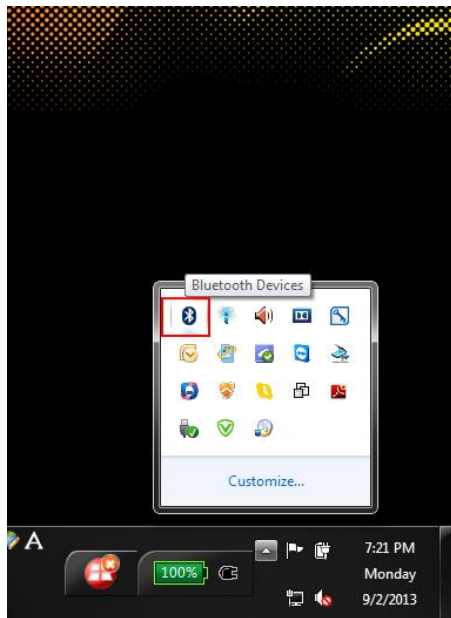 Bluetooth Devices
Customize...
A
100%
7:21 PM
Monday
9/2/2013